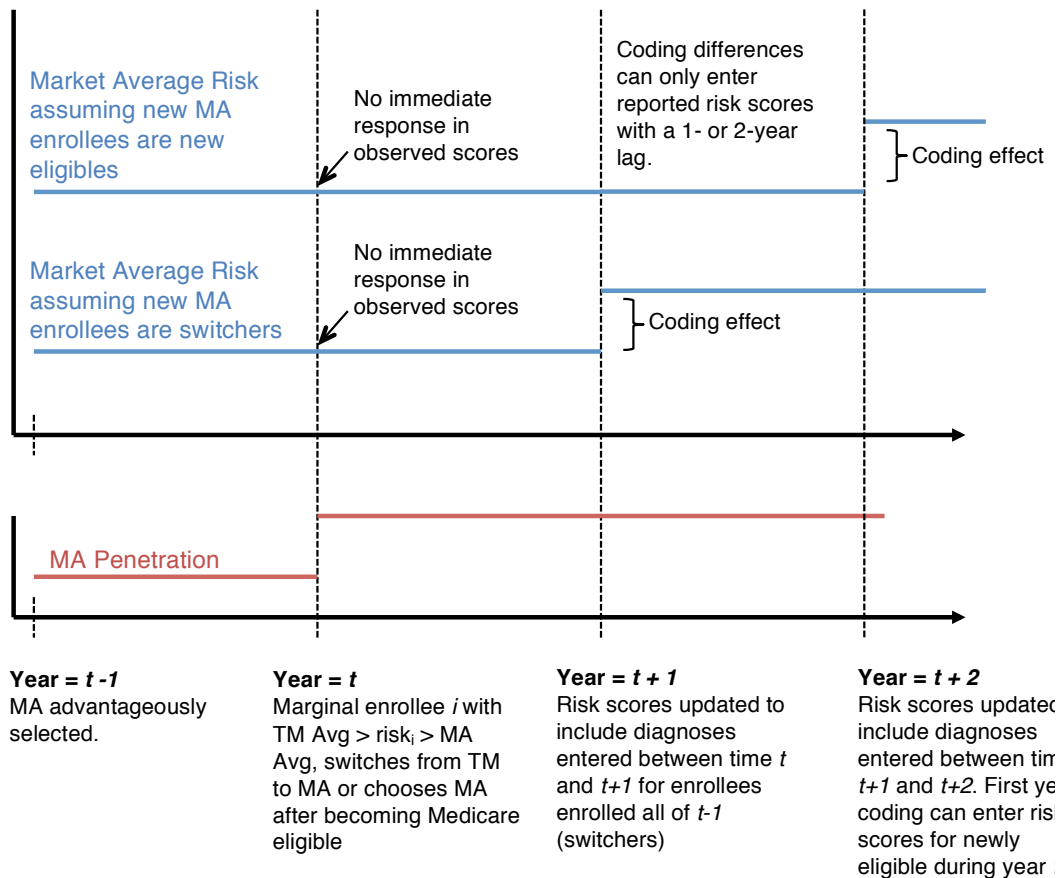 Market Average Risk
assuming new MA
enrollees are new
eligibles
No immediate
response in
observed scores
Coding differences
can only enter
reported risk scores
with a 1- or 2-year
lag.
Coding effect
Market Average Risk
assuming new MA
enrollees are switchers
No immediate
response in
observed scores
Coding effect
MA Penetration
Year = t -1
MA advantageously
selected.
Year = t
Marginal enrollee i with
TM Avg > riskᵢ > MA
Avg, switches from TM
to MA or chooses MA
after becoming Medicare
eligible
Year = t + 1
Risk scores updated to
include diagnoses
entered between time t
and t+1 for enrollees
enrolled all of t-1
(switchers)
Year = t + 2
Risk scores updated
include diagnoses
entered between
t+1 and t+2. First
coding can enter
scores for newly
eligible during year